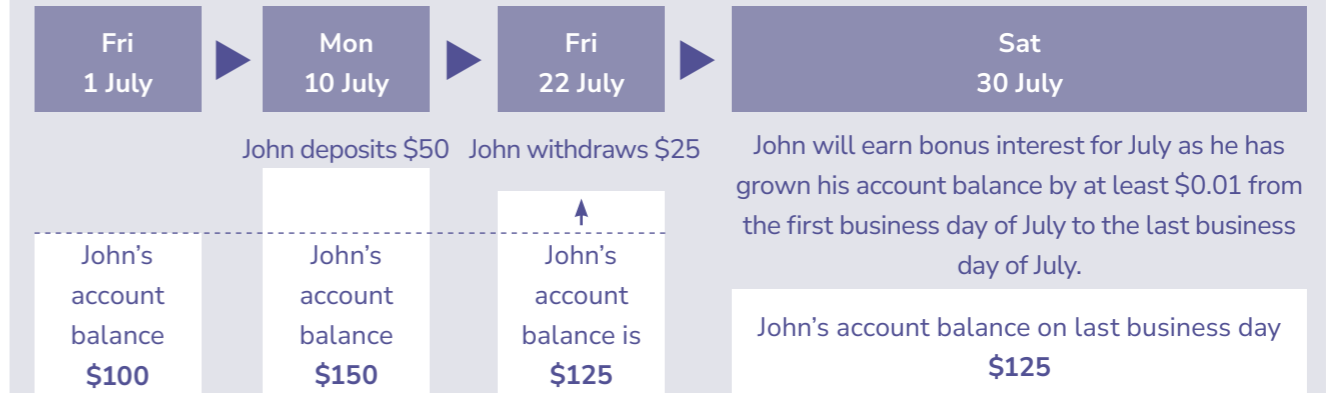 Fri
1 July
Mon
10 July
Fri
22 July
Sat
30 July
John deposits $50
John withdraws $25
John will earn bonus interest for July as he has
grown his account balance by at least $0.01 from
the first business day of July to the last business
day of July.
John’s
account
balance
$100
John’s
account
balance
$150
John’s
account
balance is
$125
John’s account balance on last business day
$125